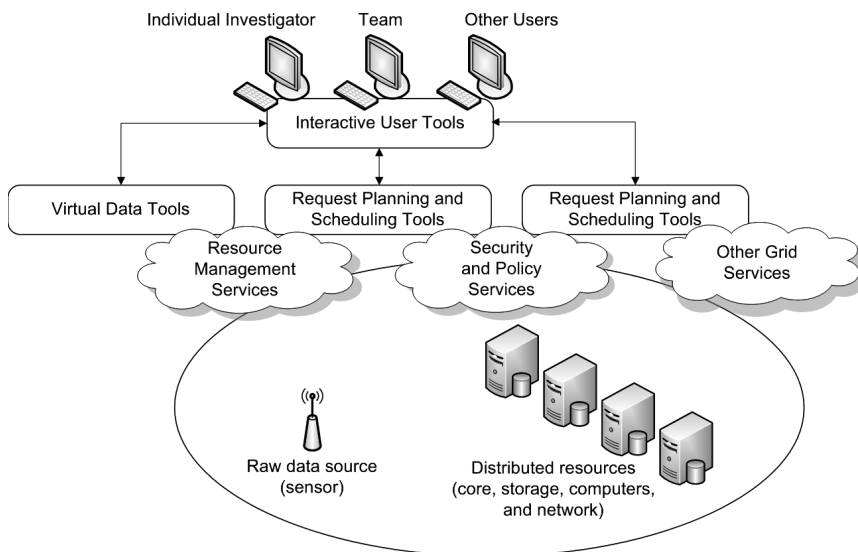 Individual Investigator
Team
Other Users
Interactive User Tools
Virtual Data Tools
Request Planning and
Scheduling Tools
Request Planning and
Scheduling Tools
Resource
Management
Services
Security
and Policy
Services
Other Grid
Services
Raw data source
(sensor)
Distributed resources
(core, storage, computers,
and network)